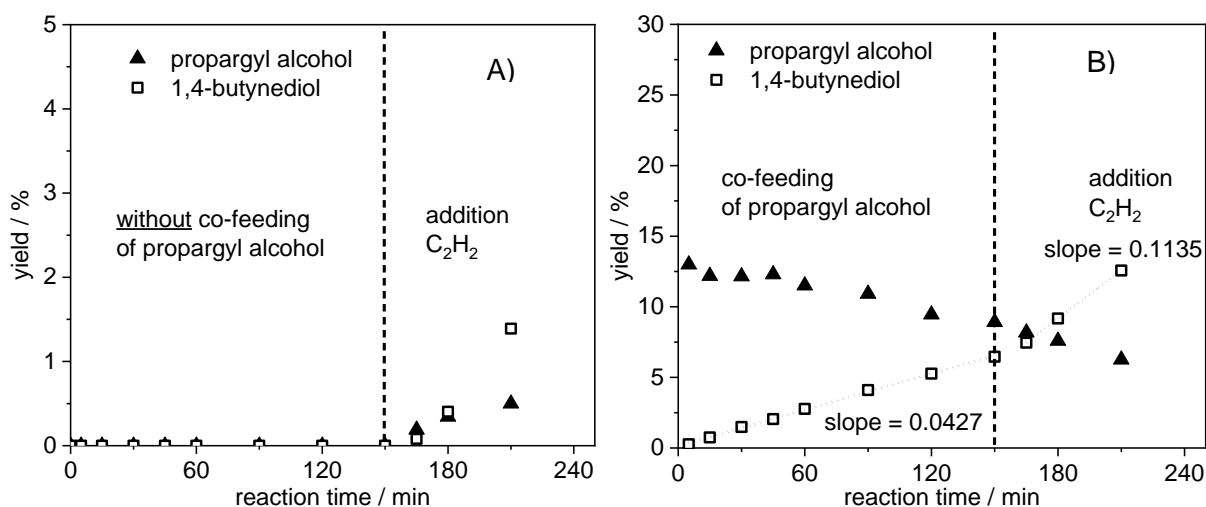 propargyl alcohol
1,4-butynediol
A)
without co-feeding
of propargyl alcohol
addition
C₂H₂
yield / %
5
4
3
2
1
0
0
60
120
180
240
reaction time / min
propargyl alcohol
1,4-butynediol
B)
co-feeding
of propargyl alcohol
addition
C₂H₂
slope = 0.1135
slope = 0.0427
yield / %
30
25
20
15
10
5
0
0
60
120
180
240
reaction time / min